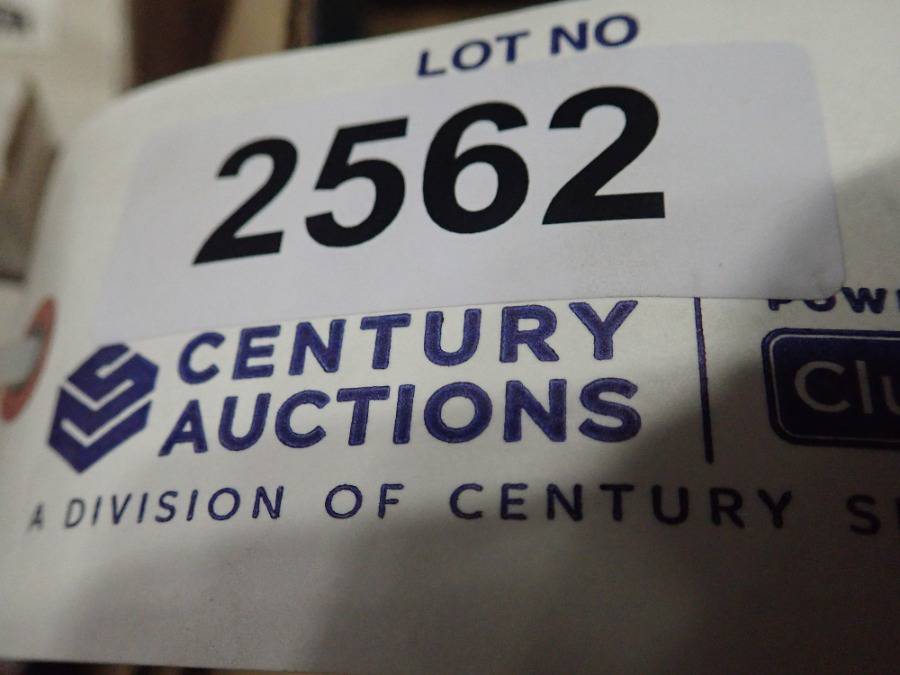 LOT NO
2562
CENTURY
AUCTIONS
A DIVISION OF CENTURY